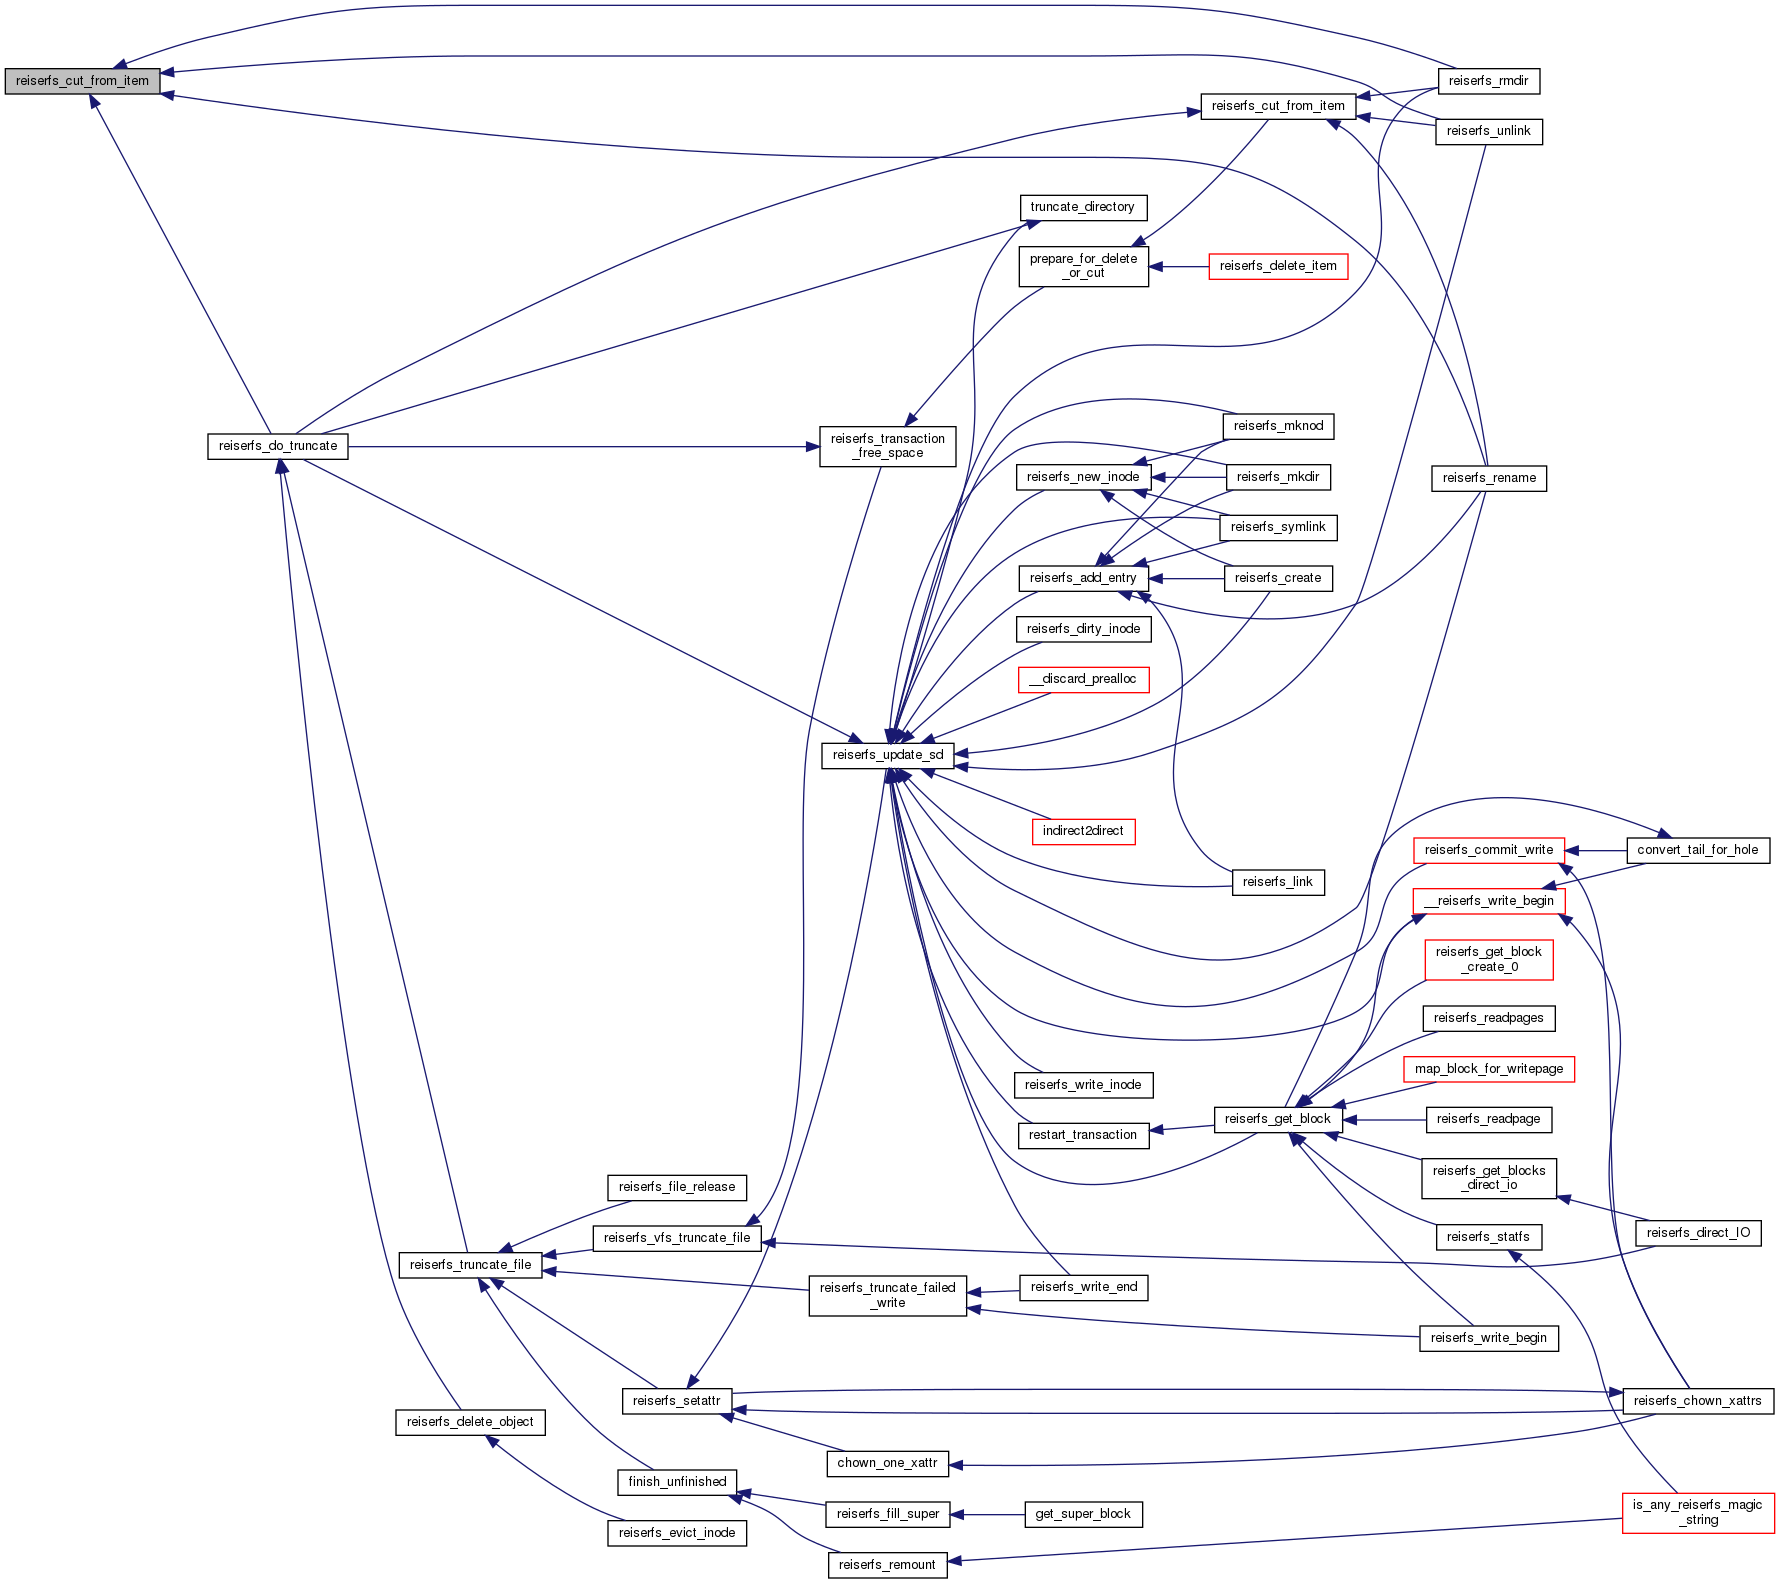 reiserfs_cut_from_item
reiserfs_rmdir
reiserfs_cut_from_item
reiserfs_unlink
truncate_directory
prepare_for_delete
_or_cut
reiserfs_delete_item
reiserfs_do_truncate
reiserfs_transaction
_free_space
reiserfs_mknod
reiserfs_new_inode
reiserfs_mkdir
reiserfs_rename
reiserfs_symlink
reiserfs_add_entry
reiserfs_create
reiserfs_dirty_inode
__discard_prealloc
reiserfs_update_sd
indirect2direct
reiserfs_commit_write
convert_tail_for_hole
reiserfs_link
__reiserfs_write_begin
reiserfs_get_block
_create_0
reiserfs_readpages
map_block_for_writepage
reiserfs_write_inode
reiserfs_get_block
reiserfs_readpage
restart_transaction
reiserfs_get_blocks
_direct_io
reiserfs_file_release
reiserfs_vfs_truncate_file
reiserfs_statfs
reiserfs_direct_IO
reiserfs_truncate_file
reiserfs_truncate_failed
_write
reiserfs_write_end
reiserfs_write_begin
reiserfs_setattr
reiserfs_chown_xattrs
reiserfs_delete_object
chown_one_xattr
finish_unfinished
reiserfs_fill_super
get_super_block
is_any_reiserfs_magic
_string
reiserfs_evict_inode
reiserfs_remount